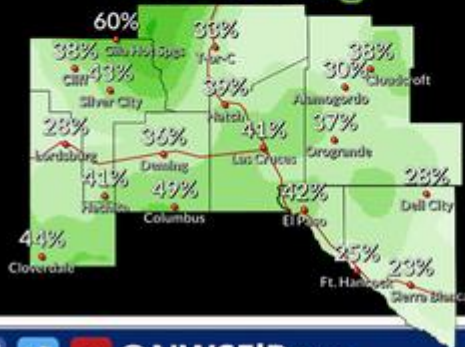 60%
Gila Hot Spgs
33%
T-or-C
38%
Cliff
43%
Silver City
38%
Cloudcroft
30%
Alamogordo
39%
Hatch
28%
Lordsburg
36%
Deming
41%
Las Cruces
37%
Orogrande
41%
Hachita
49%
Columbus
42%
El Paso
28%
Dell City
44%
Cloverdale
25%
Ft. Hancock
23%
Sierra Blanca